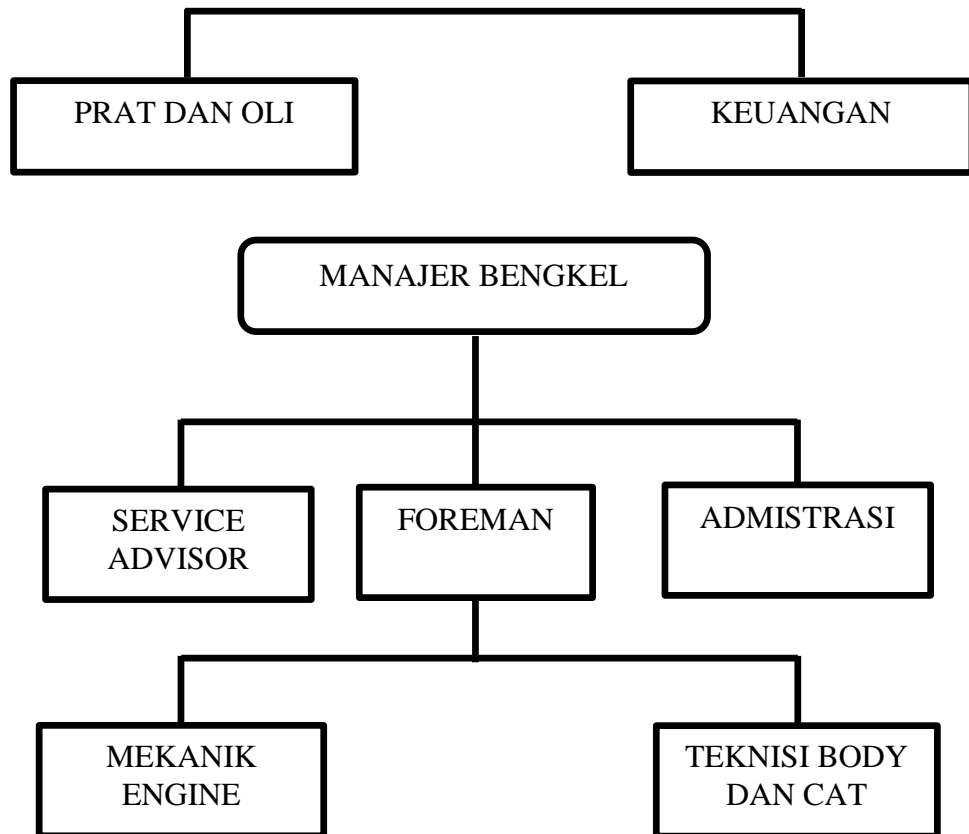 PRAT DAN OLI
KEUANGAN
MANAJER BENGKEL
SERVICE
ADVISOR
FOREMAN
ADMISTRASI
MEKANIK
ENGINE
TEKNISI BODY
DAN CAT